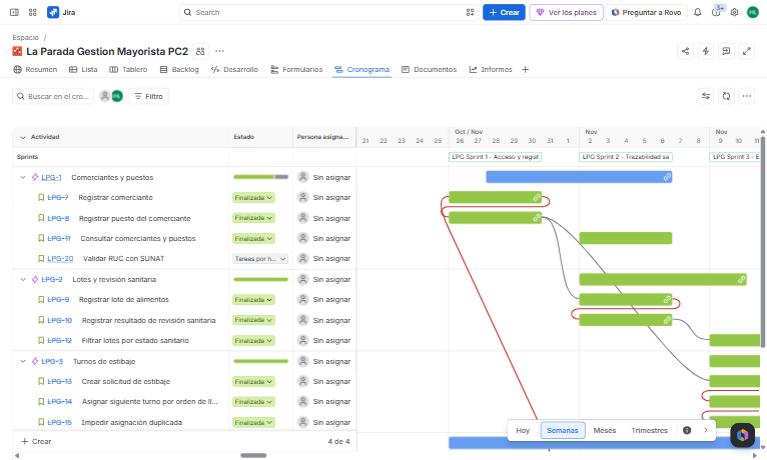 Jira
Search
+ Crear
Ver los planes
Preguntar a Rovo
3+
ML
Espacio /
La Parada Gestion Mayorista PC2
Resumen
Lista
Tablero
Backlog
Desarrollo
Formularios
Cronograma
Documentos
Informes
Buscar en el cro...
ML
Filtro
Actividad
Estado
Persona asigna...
Oct / Nov
Nov
Nov
21 22 23 24 25 26 27 28 29 30 31 1 2 3 4 5 6 7 8 9 10 11
Sprints
LPG Sprint 1 - Acceso y regist
LPG Sprint 2 - Trazabilidad sa
LPG Sprint 3 - E
LPG-1 Comerciantes y puestos Sin asignar
LPG-7 Registrar comerciante Finalizada Sin asignar
LPG-8 Registrar puesto del comerciante Finalizada Sin asignar
LPG-11 Consultar comerciantes y puestos Finalizada Sin asignar
LPG-20 Validar RUC con SUNAT Tareas por h... Sin asignar
LPG-2 Lotes y revisión sanitaria Sin asignar
LPG-9 Registrar lote de alimentos Finalizada Sin asignar
LPG-10 Registrar resultado de revisión sanitaria Finalizada Sin asignar
LPG-12 Filtrar lotes por estado sanitario Finalizada Sin asignar
LPG-3 Turnos de estibaje Sin asignar
LPG-13 Crear solicitud de estibaje Finalizada Sin asignar
LPG-14 Asignar siguiente turno por orden de ll... Finalizada Sin asignar
LPG-15 Impedir asignación duplicada Finalizada Sin asignar
+ Crear
4 de 4
Hoy
Semanas
Meses
Trimestres